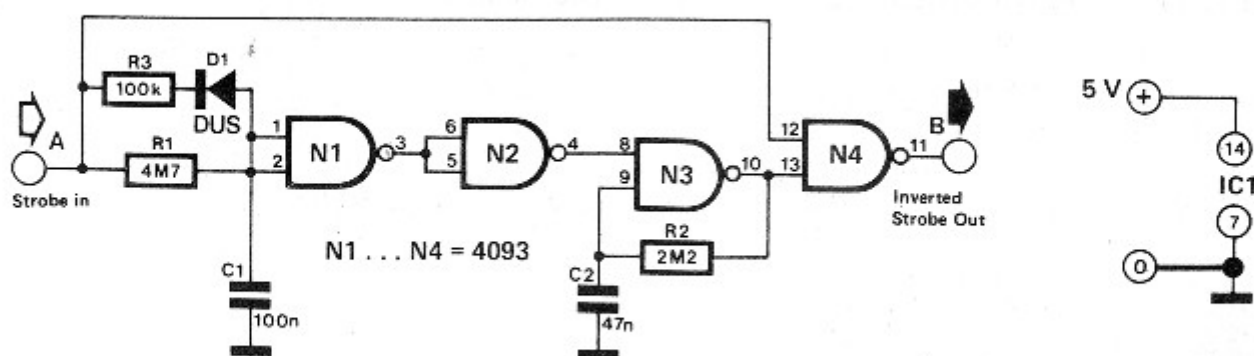 R3
100k
D1
DUS
A
R1
4M7
Strobe in
1
2
N1
3
6
5
N2
4
8
9
N3
10
R2
2M2
12
13
N4
11
B
Inverted
Strobe Out
N1 . . . N4 = 4093
C1
100n
C2
47n
5 V
+
14
IC1
7
0